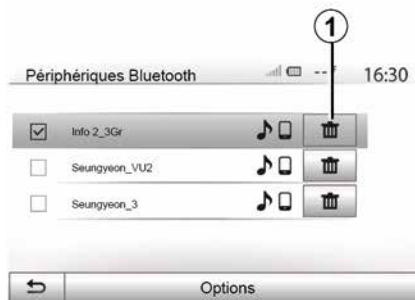 1
Périphériques Bluetooth -- 16:30
Info 2_3Gr
Seungyeon_VU2
Seungyeon_3
Options